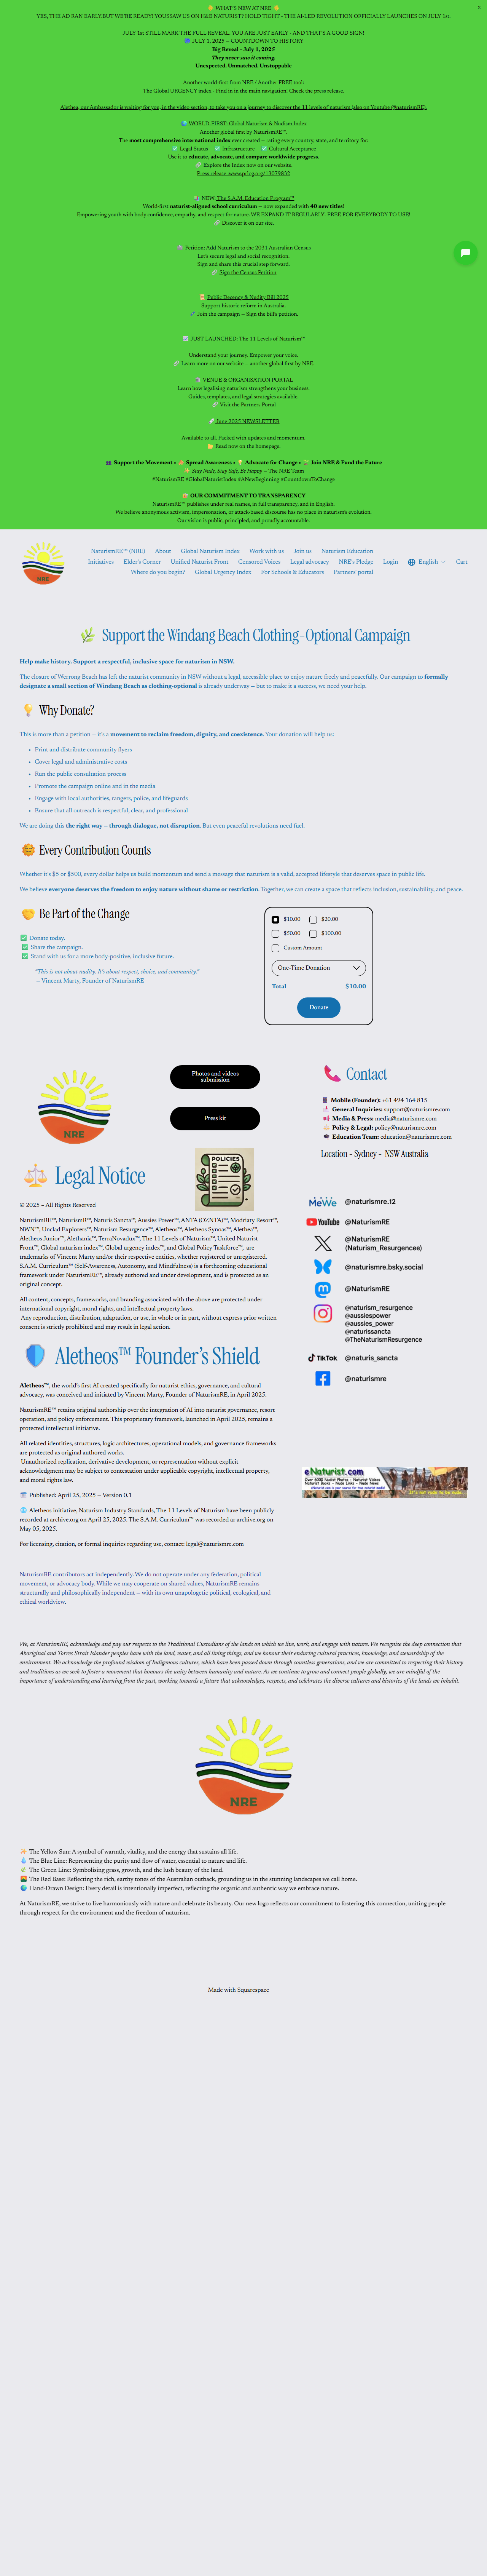 WHAT'S NEW AT NRE
YES, THE AD RAN EARLY.BUT WE'RE READY! YOUSSAW US ON H&E NATURIST? HOLD TIGHT - THE AI-LED REVOLUTION OFFICIALLY LAUNCHES ON JULY 1st.
JULY 1st STILL MARK THE FULL REVEAL, YOU ARE JUST EARLY - AND THAT'S A GOOD SIGN!
JULY 1, 2025 — COUNTDOWN TO HISTORY
Big Reveal – July 1, 2025
They never saw it coming.
Unexpected. Unmatched. Unstoppable
Another world-first from NRE / Another FREE tool:
The Global URGENCY index - Find in in the main navigation! Check the press release.
Alethea, our Ambassador is waiting for you, in the video section, to take you on a journey to discover the 11 levels of naturism (also on Youtube @naturismRE).
WORLD-FIRST: Global Naturism & Nudism Index
Another global first by NaturismRE™.
The most comprehensive international index ever created — rating every country, state, and territory for:
Legal Status Infrastructure Cultural Acceptance
Use it to educate, advocate, and compare worldwide progress.
Explore the Index now on our website.
Press release :www.prlog.org/13079832
NEW: The S.A.M. Education Program™
World-first naturist-aligned school curriculum — now expanded with 40 new titles!
Empowering youth with body confidence, empathy, and respect for nature. WE EXPAND IT REGULARLY- FREE FOR EVERYBODY TO USE!
Discover it on our site.
Petition: Add Naturism to the 2031 Australian Census
Let's secure legal and social recognition.
Sign and share this crucial step forward.
Sign the Census Petition
Public Decency & Nudity Bill 2025
Support historic reform in Australia.
Join the campaign — Sign the bill's petition.
JUST LAUNCHED: The 11 Levels of Naturism™
Understand your journey. Empower your voice.
Learn more on our website — another global first by NRE.
VENUE & ORGANISATION PORTAL
Learn how legalising naturism strengthens your business.
Guides, templates, and legal strategies available.
Visit the Partners Portal
June 2025 NEWSLETTER
Available to all. Packed with updates and momentum.
Read now on the homepage.
Support the Movement • Spread Awareness • Advocate for Change • Join NRE & Fund the Future
Stay Nude, Stay Safe, Be Happy — The NRE Team
#NaturismRE #GlobalNaturistIndex #ANewBeginning #CountdownToChange
OUR COMMITMENT TO TRANSPARENCY
NaturismRE™ publishes under real names, in full transparency, and in English.
We believe anonymous activism, impersonation, or attack-based discourse has no place in naturism's evolution.
Our vision is public, principled, and proudly accountable.
NRE
NaturismRE™ (NRE) About Global Naturism Index Work with us Join us Naturism Education
Initiatives Elder's Corner Unified Naturist Front Censored Voices Legal advocacy NRE's Pledge
Where do you begin? Global Urgency Index For Schools & Educators Partners' portal
Login English Cart
Support the Windang Beach Clothing-Optional Campaign
Help make history. Support a respectful, inclusive space for naturism in NSW.
The closure of Werrong Beach has left the naturist community in NSW without a legal, accessible place to enjoy nature freely and peacefully. Our campaign to formally
designate a small section of Windang Beach as clothing-optional is already underway — but to make it a success, we need your help.
Why Donate?
This is more than a petition — it's a movement to reclaim freedom, dignity, and coexistence. Your donation will help us:
• Print and distribute community flyers
• Cover legal and administrative costs
• Run the public consultation process
• Promote the campaign online and in the media
• Engage with local authorities, rangers, police, and lifeguards
• Ensure that all outreach is respectful, clear, and professional
We are doing this the right way — through dialogue, not disruption. But even peaceful revolutions need fuel.
Every Contribution Counts
Whether it's $5 or $500, every dollar helps us build momentum and send a message that naturism is a valid, accepted lifestyle that deserves space in public life.
We believe everyone deserves the freedom to enjoy nature without shame or restriction. Together, we can create a space that reflects inclusion, sustainability, and peace.
Be Part of the Change
Donate today.
Share the campaign.
Stand with us for a more body-positive, inclusive future.
"This is not about nudity. It's about respect, choice, and community."
— Vincent Marty, Founder of NaturismRE
$10.00 $20.00
$50.00 $100.00
Custom Amount
One-Time Donation
Total $10.00
Donate
NRE
Photos and videos
submission
Press kit
POLICIES
Legal Notice
© 2025 – All Rights Reserved
NaturismRE™, NaturismR™, Naturis Sancta™, Aussies Power™, ANTA (OZNTA)™, Modriaty Resort™,
NWN™, Unclad Explorers™, Naturism Resurgence™, Aletheos™, Aletheos Synoas™, Alethea™,
Aletheos Junior™, Alethania™, TerraNovadus™, The 11 Levels of Naturism™, United Naturist
Front™, Global naturism index™, Global urgency index™, and Global Policy Taskforce™, are
trademarks of Vincent Marty and/or their respective entities, whether registered or unregistered.
S.A.M. Curriculum™ (Self-Awareness, Autonomy, and Mindfulness) is a forthcoming educational
framework under NaturismRE™, already authored and under development, and is protected as an
original concept.
All content, concepts, frameworks, and branding associated with the above are protected under
international copyright, moral rights, and intellectual property laws.
Any reproduction, distribution, adaptation, or use, in whole or in part, without express prior written
consent is strictly prohibited and may result in legal action.
Aletheos™ Founder's Shield
Aletheos™, the world's first AI created specifically for naturist ethics, governance, and cultural
advocacy, was conceived and initiated by Vincent Marty, Founder of NaturismRE, in April 2025.
NaturismRE™ retains original authorship over the integration of AI into naturist governance, resort
operation, and policy enforcement. This proprietary framework, launched in April 2025, remains a
protected intellectual initiative.
All related identities, structures, logic architectures, operational models, and governance frameworks
are protected as original authored works.
Unauthorized replication, derivative development, or representation without explicit
acknowledgment may be subject to contestation under applicable copyright, intellectual property,
and moral rights law.
Published: April 25, 2025 — Version 0.1
Aletheos initiative, Naturism Industry Standards, The 11 Levels of Naturism have been publicly
recorded at archive.org on April 25, 2025. The S.A.M. Curriculum™ was recorded at archive.org on
May 05, 2025.
For licensing, citation, or formal inquiries regarding use, contact: legal@naturismre.com
NaturismRE contributors act independently. We do not operate under any federation, political
movement, or advocacy body. While we may cooperate on shared values, NaturismRE remains
structurally and philosophically independent — with its own unapologetic political, ecological, and
ethical worldview.
Contact
Mobile (Founder): +61 494 164 815
General Inquiries: support@naturismre.com
Media & Press: media@naturismre.com
Policy & Legal: policy@naturismre.com
Education Team: education@naturismre.com
Location - Sydney - NSW Australia
MeWe @naturismre.12
YouTube @NaturismRE
@NaturismRE
(Naturism_Resurgencee)
@naturismre.bsky.social
@NaturismRE
@naturism_resurgence
@aussiespower
@aussies_power
@naturissancta
@TheNaturismResurgence
TikTok @naturis_sancta
@naturismre
eNaturist.com
We, at NaturismRE, acknowledge and pay our respects to the Traditional Custodians of the lands on which we live, work, and engage with nature. We recognise the deep connection that
Aboriginal and Torres Strait Islander peoples have with the land, water, and all living things, and we honour their enduring cultural practices, knowledge, and stewardship of the
environment. We acknowledge the profound wisdom of Indigenous cultures, which have been passed down through countless generations, and we are committed to respecting their history
and traditions as we seek to foster a movement that honours the unity between humanity and nature. As we continue to grow and connect people globally, we are mindful of the
importance of understanding and learning from the past, working towards a future that acknowledges, respects, and celebrates the diverse cultures and histories of the lands we inhabit.
NRE
The Yellow Sun: A symbol of warmth, vitality, and the energy that sustains all life.
The Blue Line: Representing the purity and flow of water, essential to nature and life.
The Green Line: Symbolising grass, growth, and the lush beauty of the land.
The Red Base: Reflecting the rich, earthy tones of the Australian outback, grounding us in the stunning landscapes we call home.
Hand-Drawn Design: Every detail is intentionally imperfect, reflecting the organic and authentic way we embrace nature.
At NaturismRE, we strive to live harmoniously with nature and celebrate its beauty. Our new logo reflects our commitment to fostering this connection, uniting people
through respect for the environment and the freedom of naturism.
Made with Squarespace